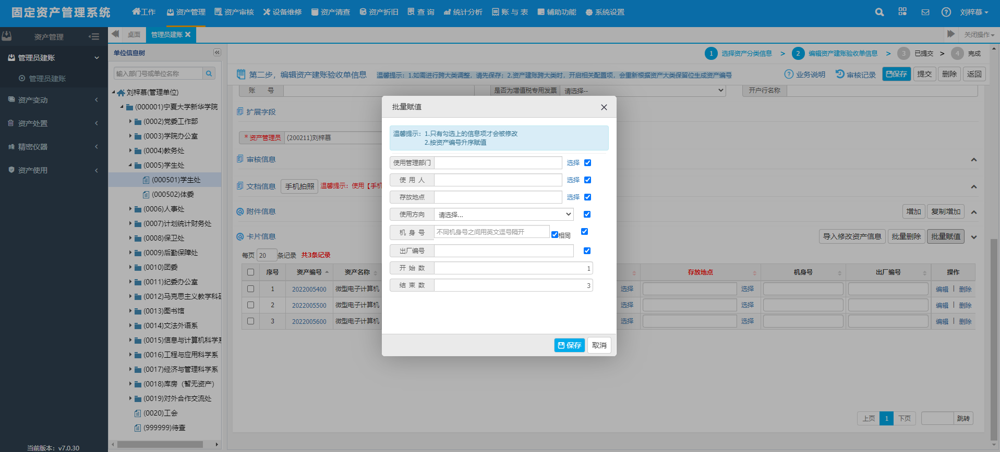 固定资产管理系统
工作 资产管理 资产审核 设备维修 资产清查 资产折旧 查 询 统计分析 账 与 表 辅助功能 系统设置
刘梓慕
资产管理
桌面 管理员建账
关闭操作
管理员建账
管理员建账
资产变动
资产处置
精密仪器
资产使用
当前版本：v7.0.30
单位信息树
输入部门号或单位名称
刘梓慕(管理单位)
(000001)宁夏大学新华学院
(0002)党委工作部
(0003)学院办公室
(0004)教务处
(0005)学生处
(000501)学生处
(000502)体委
(0006)人事处
(0007)计划统计财务处
(0008)保卫处
(0009)后勤保障处
(0010)团委
(0011)纪委办公室
(0012)马克思主义教学科研
(0013)图书馆
(0014)文法外语系
(0015)信息与计算机科学系
(0016)工程与应用科学系
(0017)经济与管理科学系
(0018)库房（暂无资产）
(0019)对外合作交流处
(0020)工会
(999999)待查
1 选择资产分类信息 > 2 编辑资产建账验收单信息 > 3 已提交 > 4 完成
第二步，编辑资产建账验收单信息 温馨提示：1.如需进行跨大类调整，请先保存；2.资产建账跨大类时，开启相关配置项，会重新根据资产大类保留位生成资产编号
业务说明 审核记录 保存 提交 删除 返回
账 号 是否为增值税专用发票 请选择-- 开户行名称
扩展字段
* 资产管理员 (200211)刘梓慕
审核信息
文档信息 手机拍照 温馨提示：使用【手机
附件信息 增加 复制增加
卡片信息 导入修改资产信息 批量删除 批量赋值
每页 20 条记录 共3条记录
序号 资产编号 资产名称 存放地点 机身号 出厂编号 操作
1 2022005400 微型电子计算机 选择 选择 编辑 | 删除
2 2022005500 微型电子计算机 选择 选择 编辑 | 删除
3 2022005600 微型电子计算机 选择 选择 编辑 | 删除
上页 1 下页 跳转
批量赋值
温馨提示：1.只有勾选上的信息项才会被修改
2.按资产编号升序赋值
使用管理部门 选择
使 用 人 选择
存放地点 选择
使用方向 请选择...
机 身 号 不同机身号之间用英文逗号隔开 相同
出厂编号
开 始 数 1
结 束 数 3
保存 取消